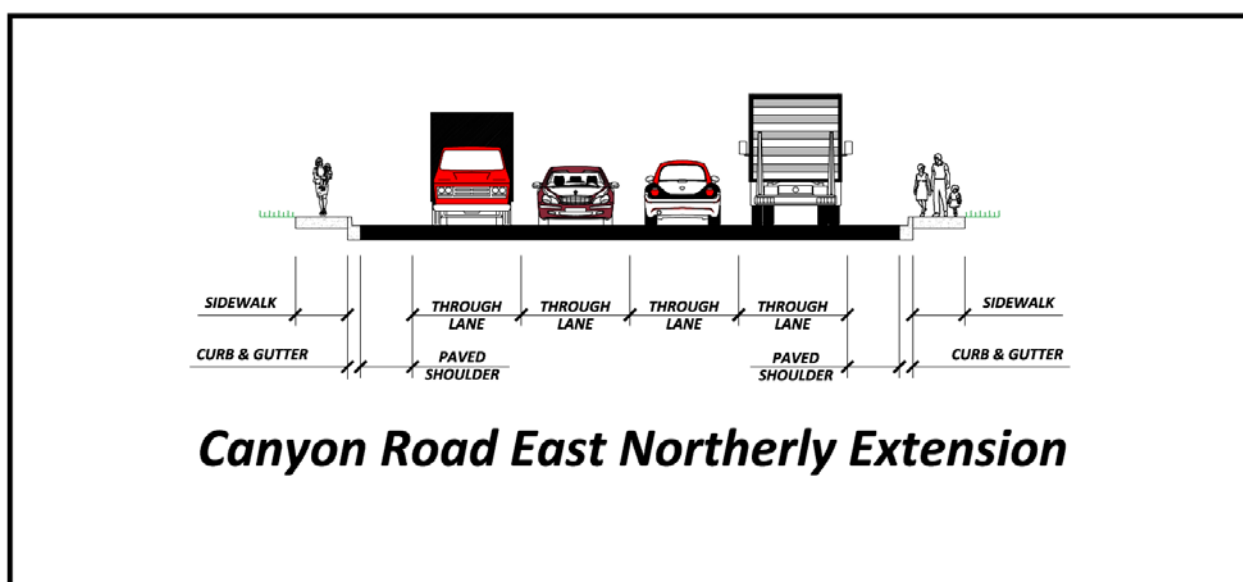 SIDEWALK
THROUGH
LANE
THROUGH
LANE
THROUGH
LANE
THROUGH
LANE
SIDEWALK
CURB & GUTTER
PAVED
SHOULDER
PAVED
SHOULDER
CURB & GUTTER
Canyon Road East Northerly Extension